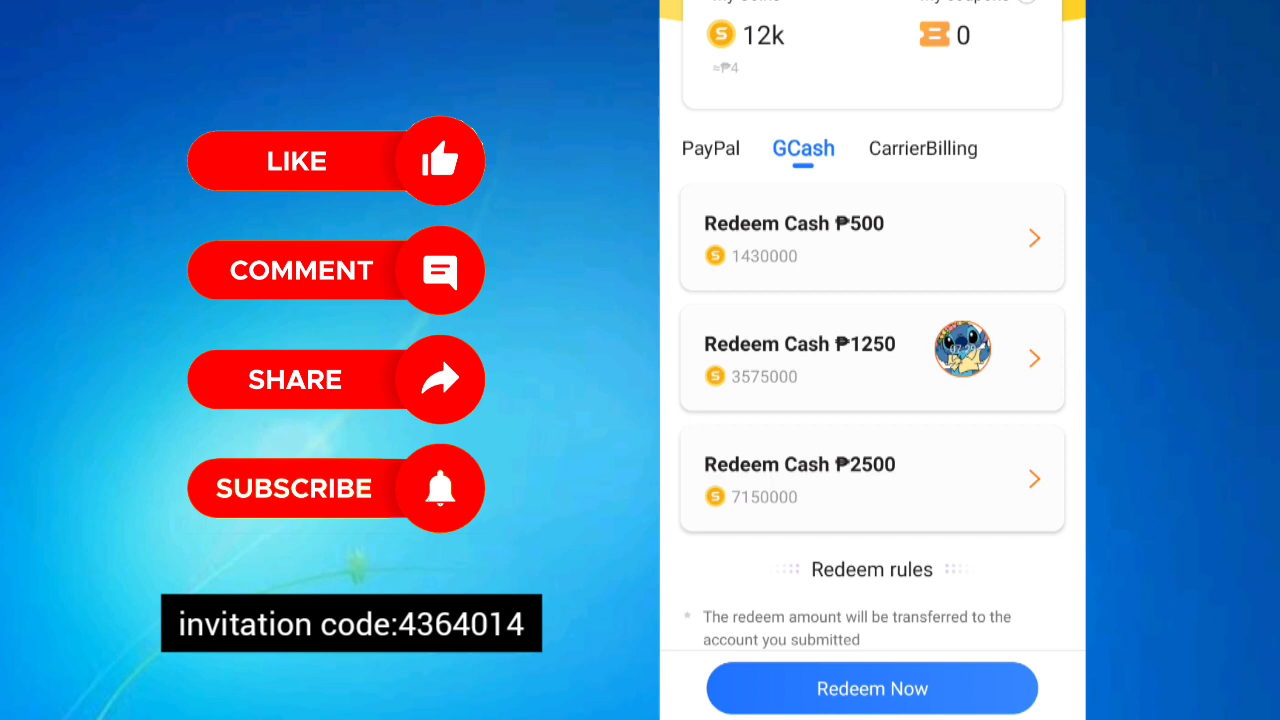 LIKE
COMMENT
SHARE
SUBSCRIBE
invitation code:4364014
12k
0
≈₱4
PayPal GCash CarrierBilling
Redeem Cash ₱500
1430000
Redeem Cash ₱1250
3575000
Redeem Cash ₱2500
7150000
Redeem rules
* The redeem amount will be transferred to the
account you submitted
Redeem Now